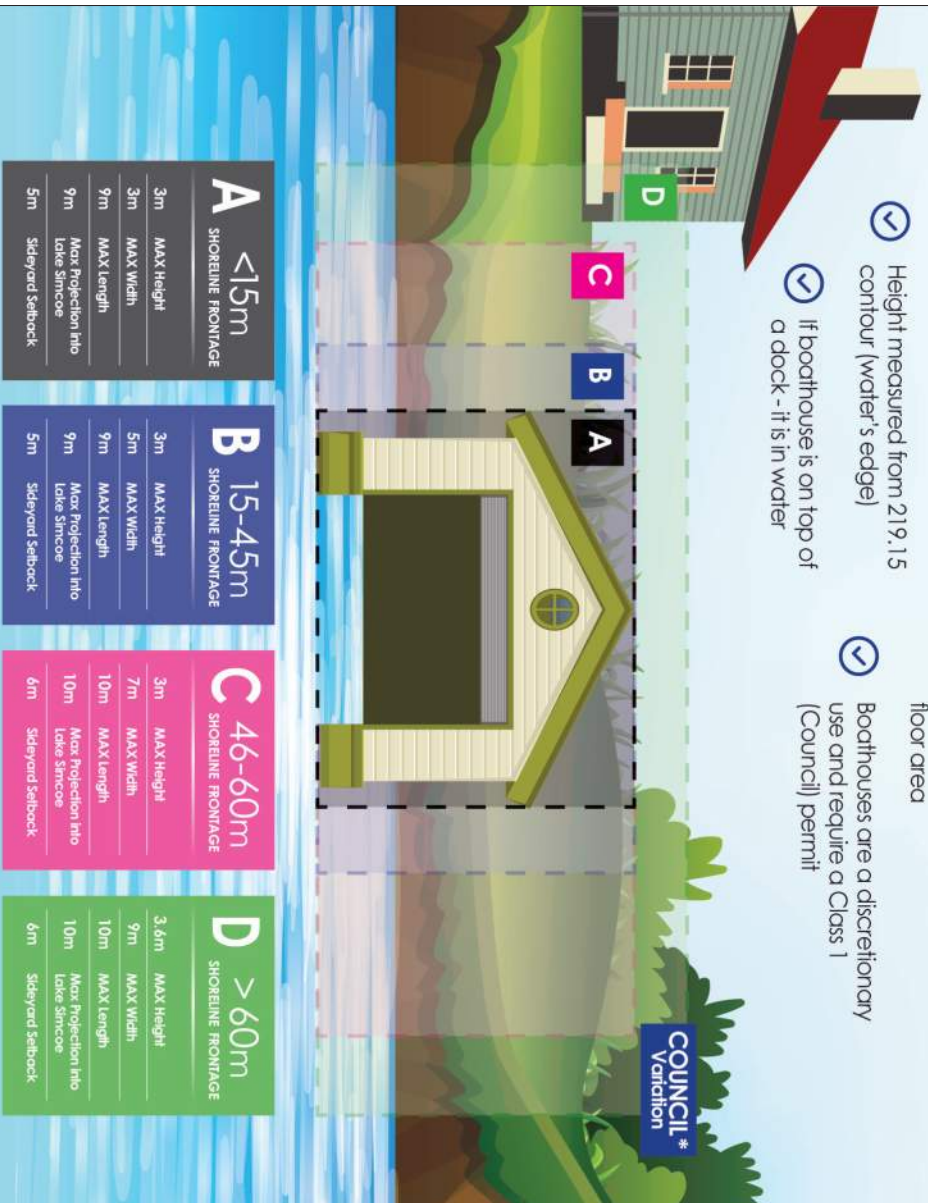 floor area
Height measured from 219.15
contour (water's edge)
If boathouse is on top of
a dock - it is in water
Boathouses are a discretionary
use and require a Class 1
(Council) permit
COUNCIL*
Variation
D
C
B
A
A <15m
SHORELINE FRONTAGE
3m MAX Height
3m MAX Width
9m MAX Length
9m Max Projection into
Lake Simcoe
5m Sideyard Setback
B 15-45m
SHORELINE FRONTAGE
3m MAX Height
5m MAX Width
9m MAX Length
9m Max Projection into
Lake Simcoe
5m Sideyard Setback
C 46-60m
SHORELINE FRONTAGE
3m MAX Height
7m MAX Width
10m MAX Length
10m Max Projection into
Lake Simcoe
6m Sideyard Setback
D >60m
SHORELINE FRONTAGE
3.6m MAX Height
9m MAX Width
10m MAX Length
10m Max Projection into
Lake Simcoe
6m Sideyard Setback